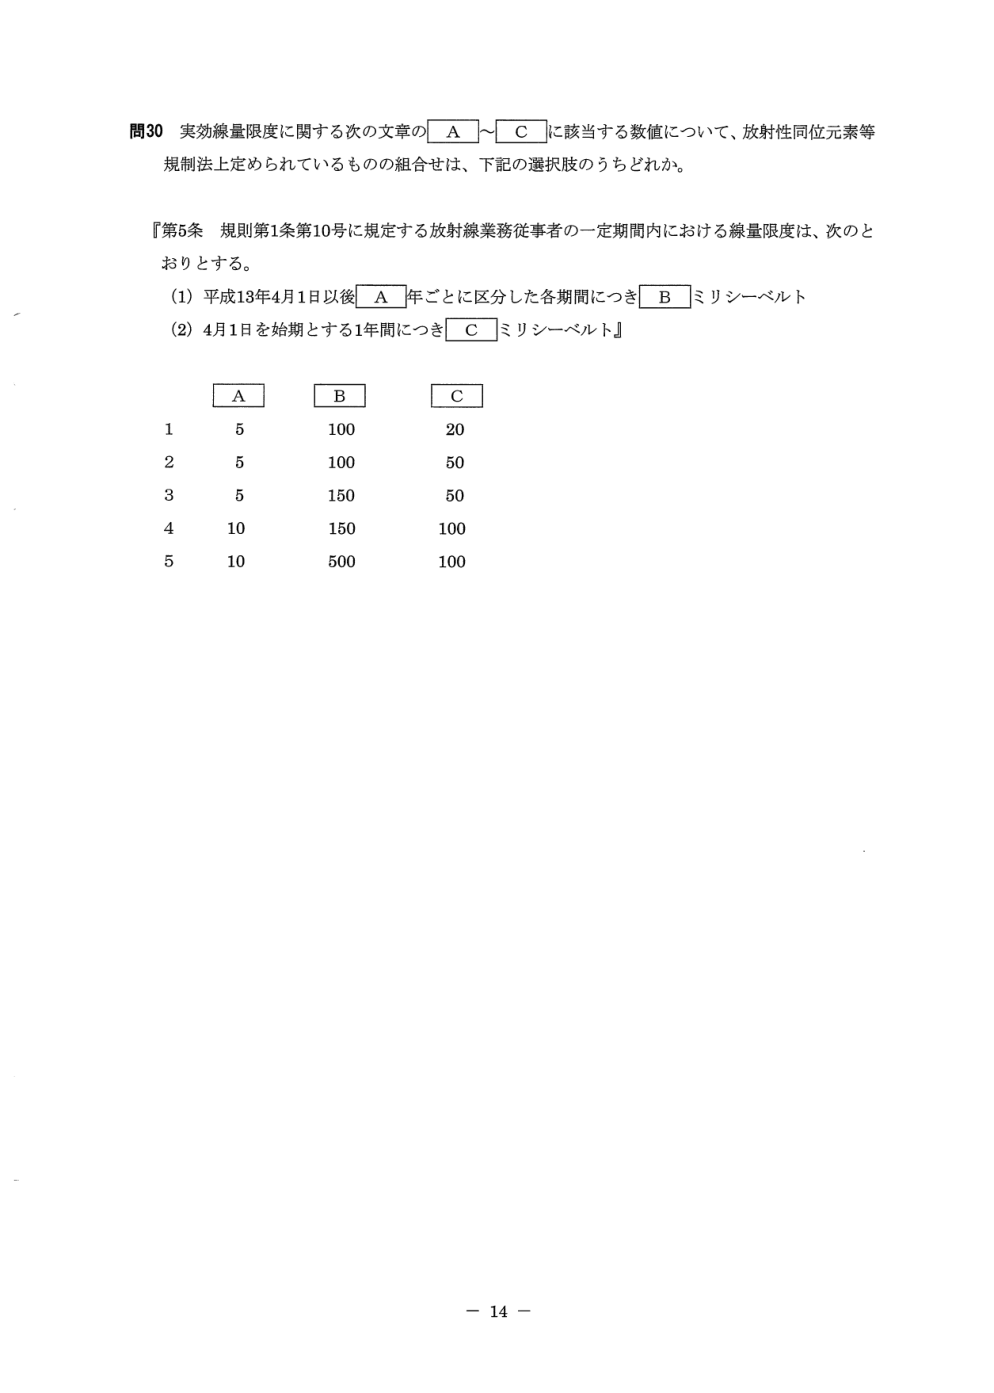 問30 実効線量限度に関する次の文章の A ～ C に該当する数値について、放射性同位元素等
規制法上定められているものの組合せは、下記の選択肢のうちどれか。
『第5条 規則第1条第10号に規定する放射線業務従事者の一定期間内における線量限度は、次のと
おりとする。
(1) 平成13年4月1日以後 A 年ごとに区分した各期間につき B ミリシーベルト
(2) 4月1日を始期とする1年間につき C ミリシーベルト』
A B C
1 5 100 20
2 5 100 50
3 5 150 50
4 10 150 100
5 10 500 100
― 14 ―